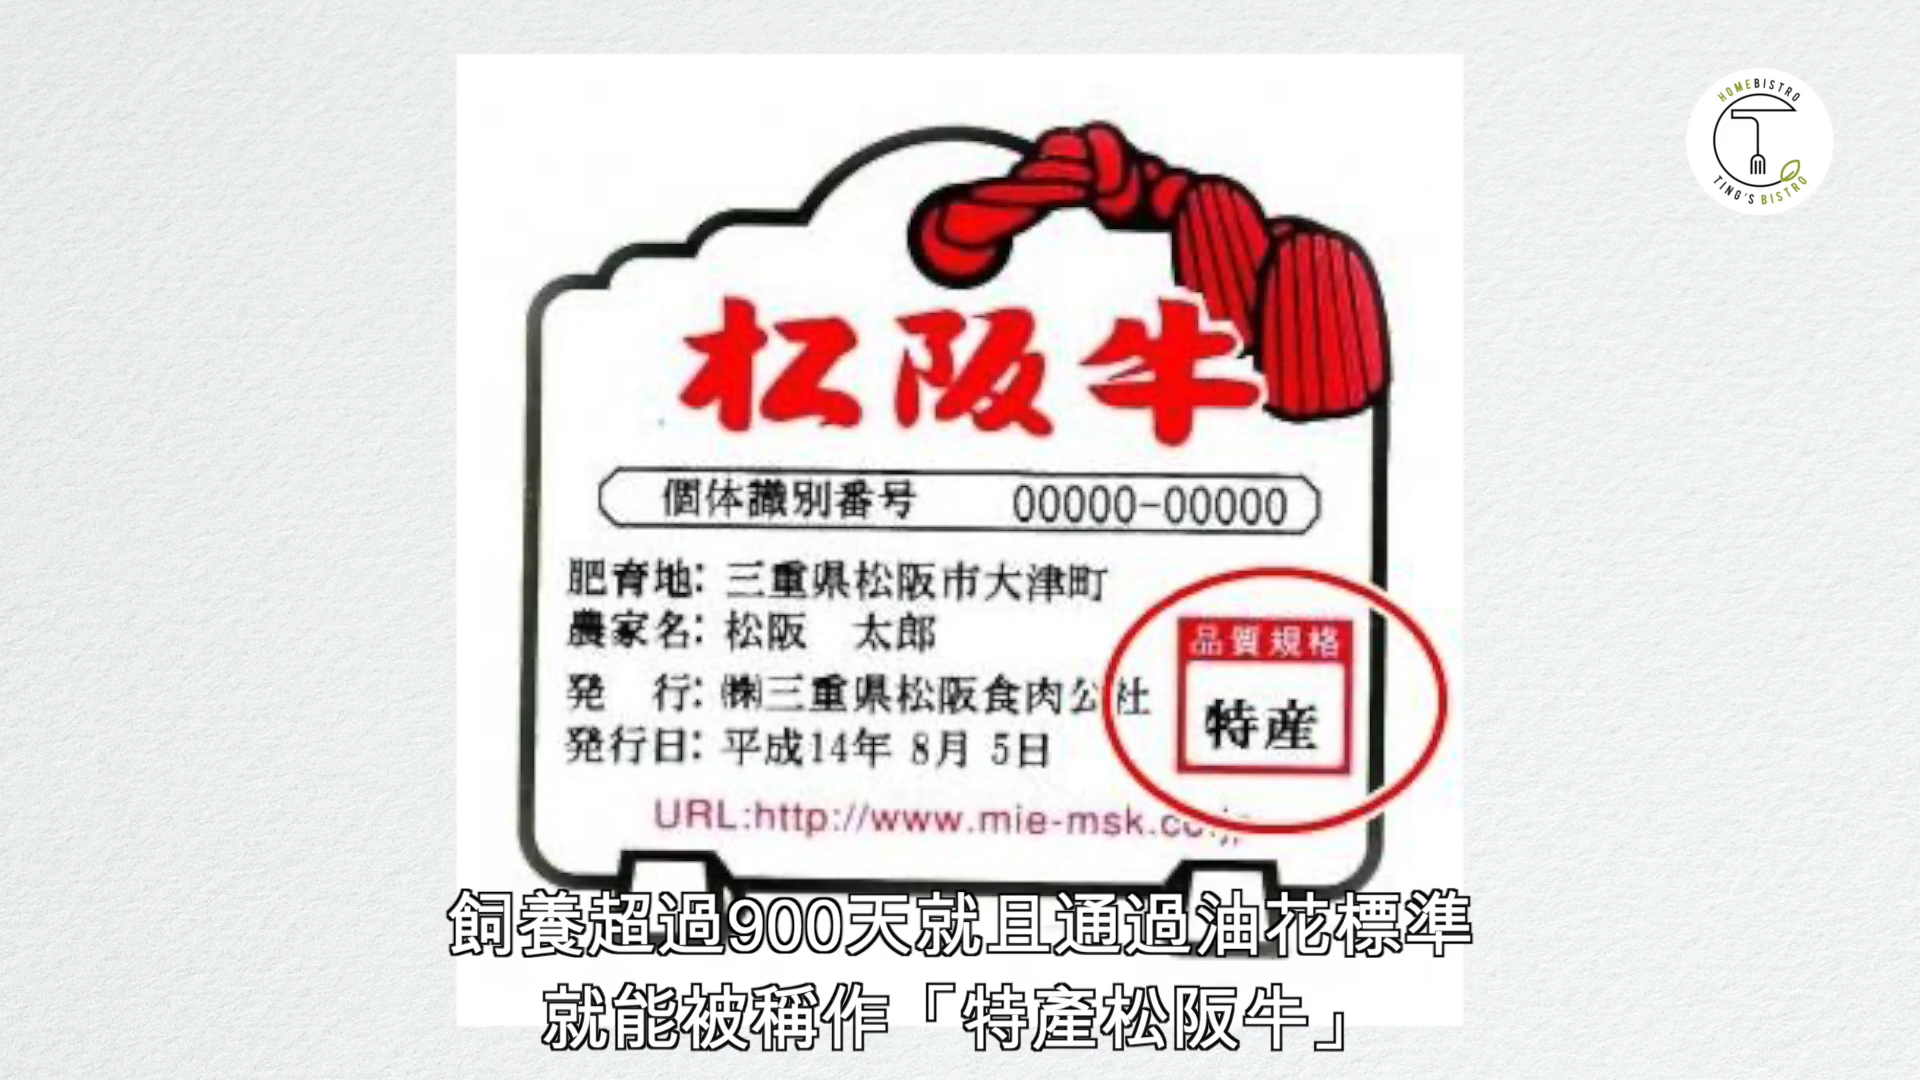 HOMEBISTRO
TING'S BISTRO
松阪牛
個体識別番号 00000-00000
肥育地: 三重県松阪市大津町
農家名: 松阪 太郎
発 行: ㈱三重県松阪食肉公社
発行日: 平成14年 8月 5日
品質規格
特産
URL:http://www.mie-msk.co.jp
飼養超過900天就且通過油花標準
就能被稱作「特產松阪牛」